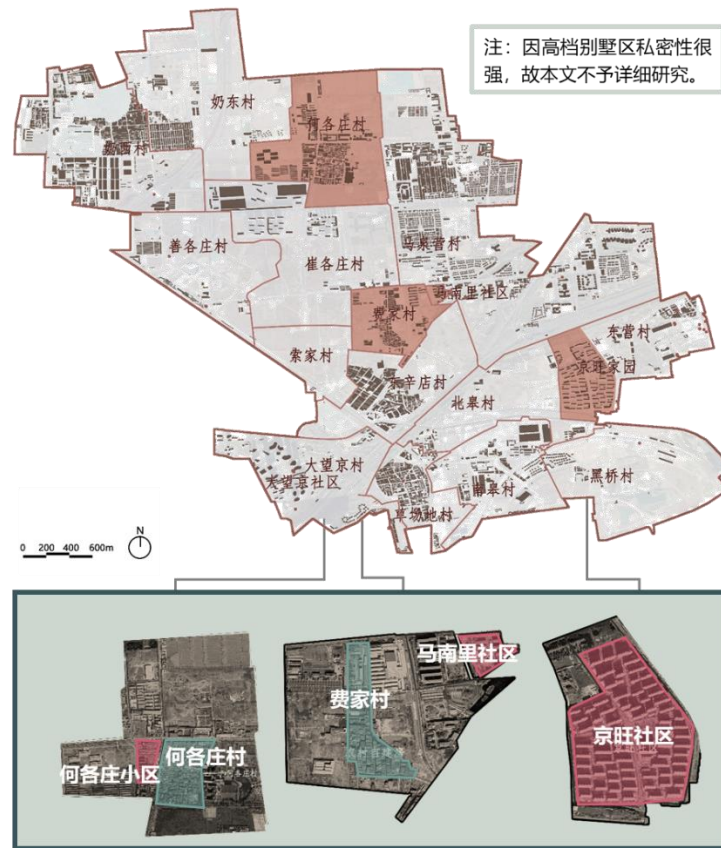 注：因高档别墅区私密性很
强，故本文不予详细研究。
奶东村
何各庄村
奶西村
善各庄村
崔各庄村
马泉营村
马南里社区
费家村
东营村
索家村
京旺家园
东辛店村
北皋村
大望京村
大望京社区
南皋村
黑桥村
草场地村
N
0 200 400 600m
马南里社区
费家村
京旺社区
何各庄小区
何各庄村